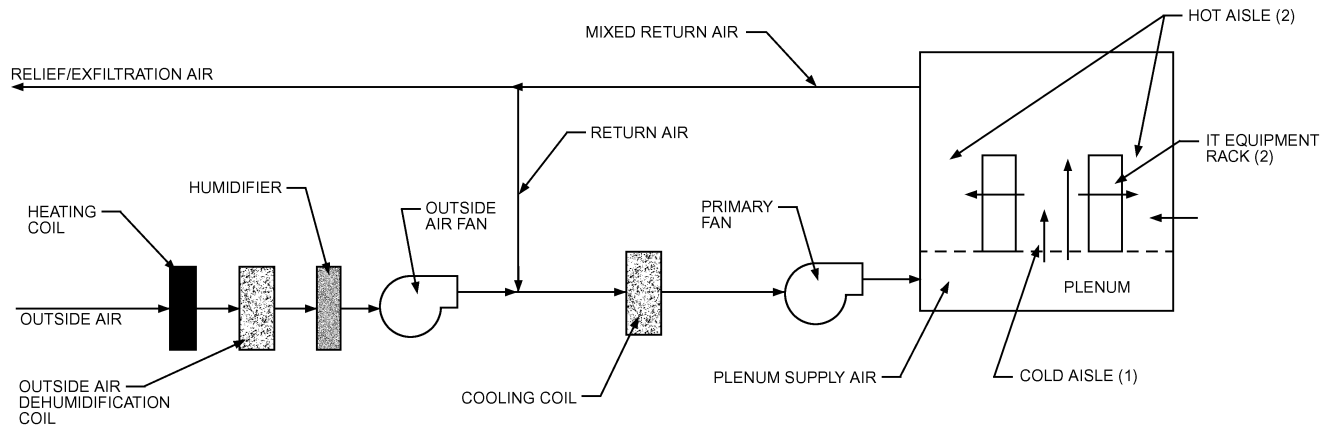 HOT AISLE (2)
MIXED RETURN AIR
RELIEF/EXFILTRATION AIR
RETURN AIR
IT EQUIPMENT
RACK (2)
HUMIDIFIER
HEATING
COIL
OUTSIDE
AIR FAN
PRIMARY
FAN
PLENUM
OUTSIDE AIR
PLENUM SUPPLY AIR
COLD AISLE (1)
OUTSIDE AIR
DEHUMIDIFICATION
COIL
COOLING COIL